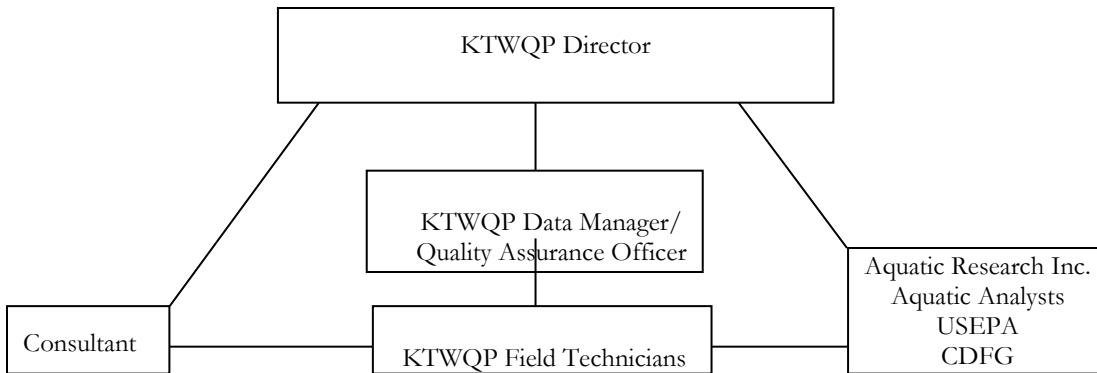 KTWQP Director
KTWQP Data Manager/
Quality Assurance Officer
Aquatic Research Inc.
Aquatic Analysts
USEPA
CDFG
Consultant
KTWQP Field Technicians